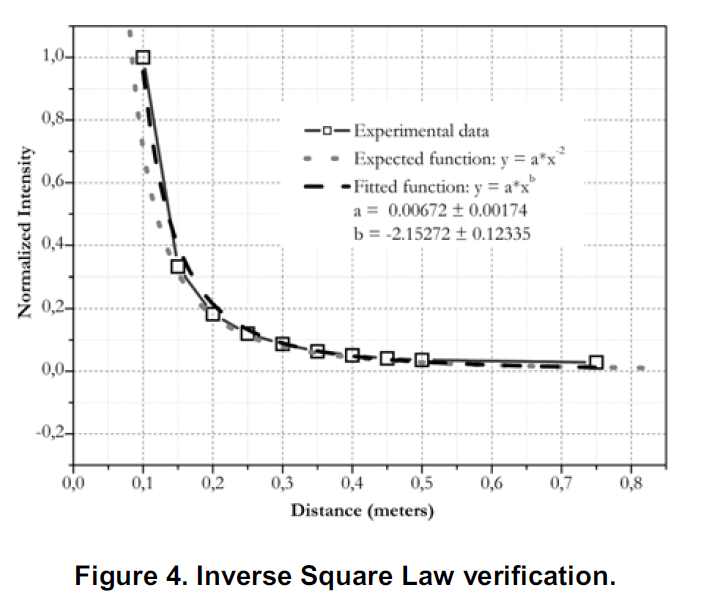 1,0
0,8
0,6
0,4
0,2
0,0
-0,2
Normalized Intensity
Experimental data
Expected function: y = a*x^-2
Fitted function: y = a*x^b
a = 0.00672 ± 0.00174
b = -2.15272 ± 0.12335
0,0 0,1 0,2 0,3 0,4 0,5 0,6 0,7 0,8
Distance (meters)
Figure 4. Inverse Square Law verification.